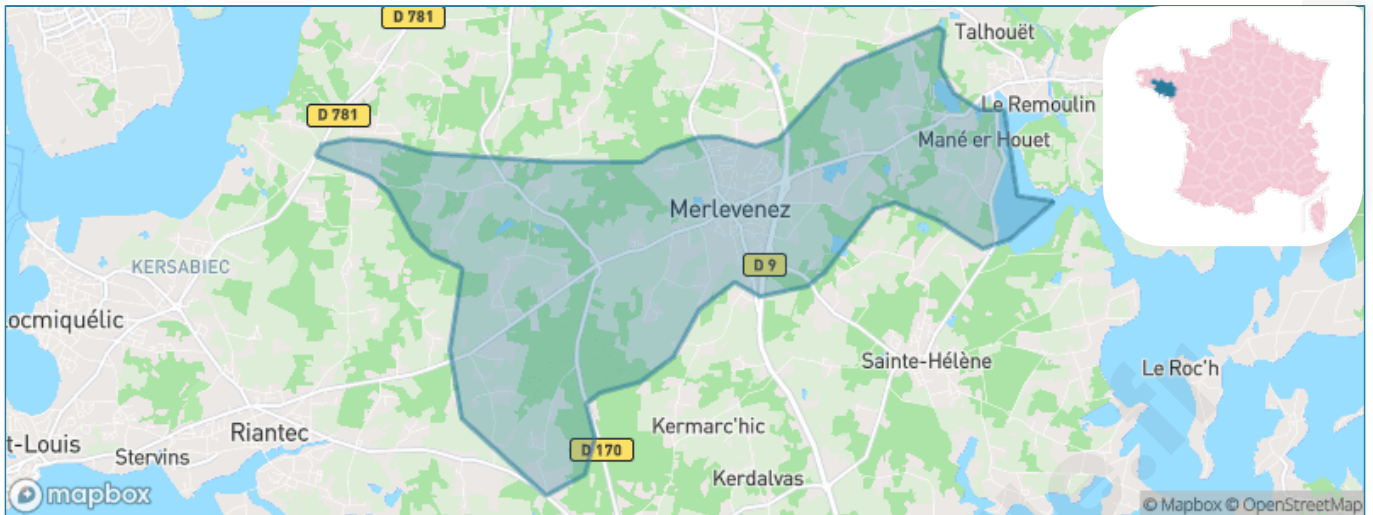 D 781
Talhouët
Le Remoulin
D 781
Mané er Houet
Merlevenez
KERSABIEC
D 9
ocmiquélic
Sainte-Hélène
Le Roc'h
Riantec
Kermarc'hic
t-Louis
D 170
Stervins
Kerdalvas
mapbox
© Mapbox © OpenStreetMap